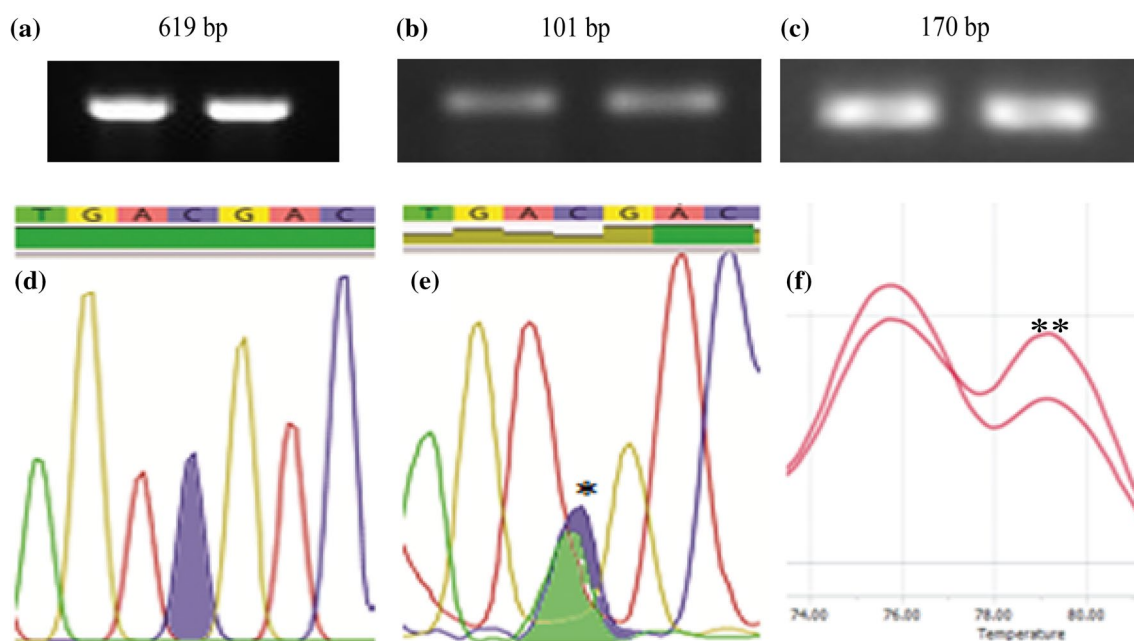 (a) 619 bp
(b) 101 bp
(c) 170 bp
T G A C G A C
T G A C G A C
(d)
(e)
*
(f)
**
74.00 76.00 78.00 80.00
Temperature